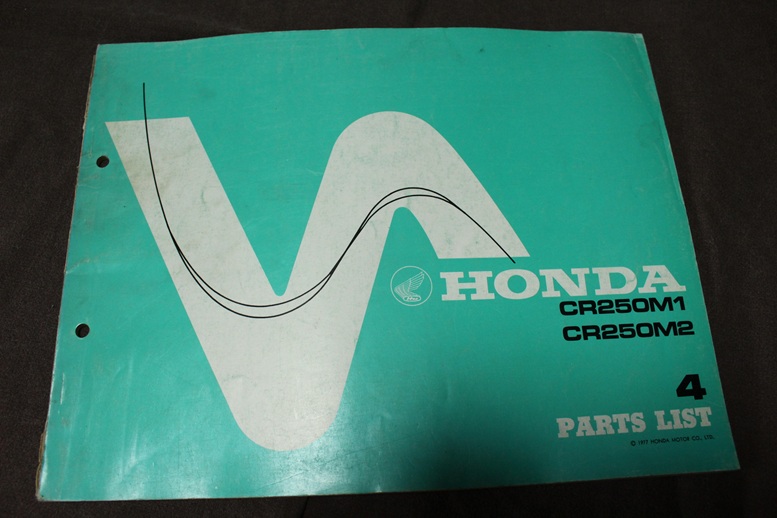 HONDA
CR250M1
CR250M2
4
PARTS LIST
© 1977 HONDA MOTOR CO., LTD.